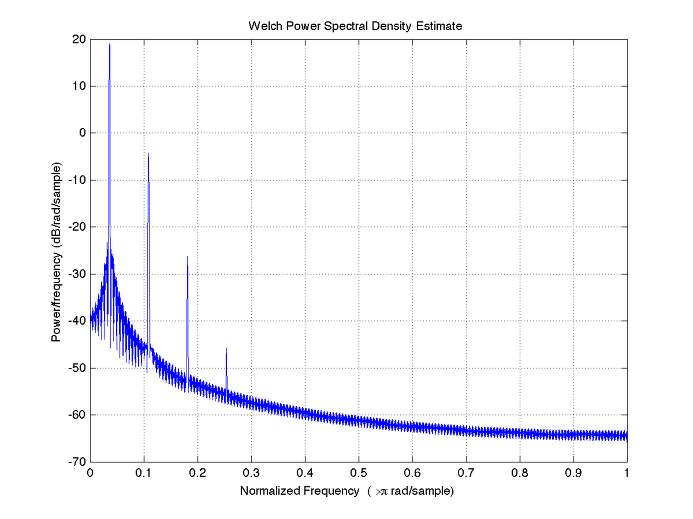 Welch Power Spectral Density Estimate
20
10
0
-10
-20
-30
-40
-50
-60
-70
Power/frequency (dB/rad/sample)
0 0.1 0.2 0.3 0.4 0.5 0.6 0.7 0.8 0.9 1
Normalized Frequency ( ×π rad/sample)